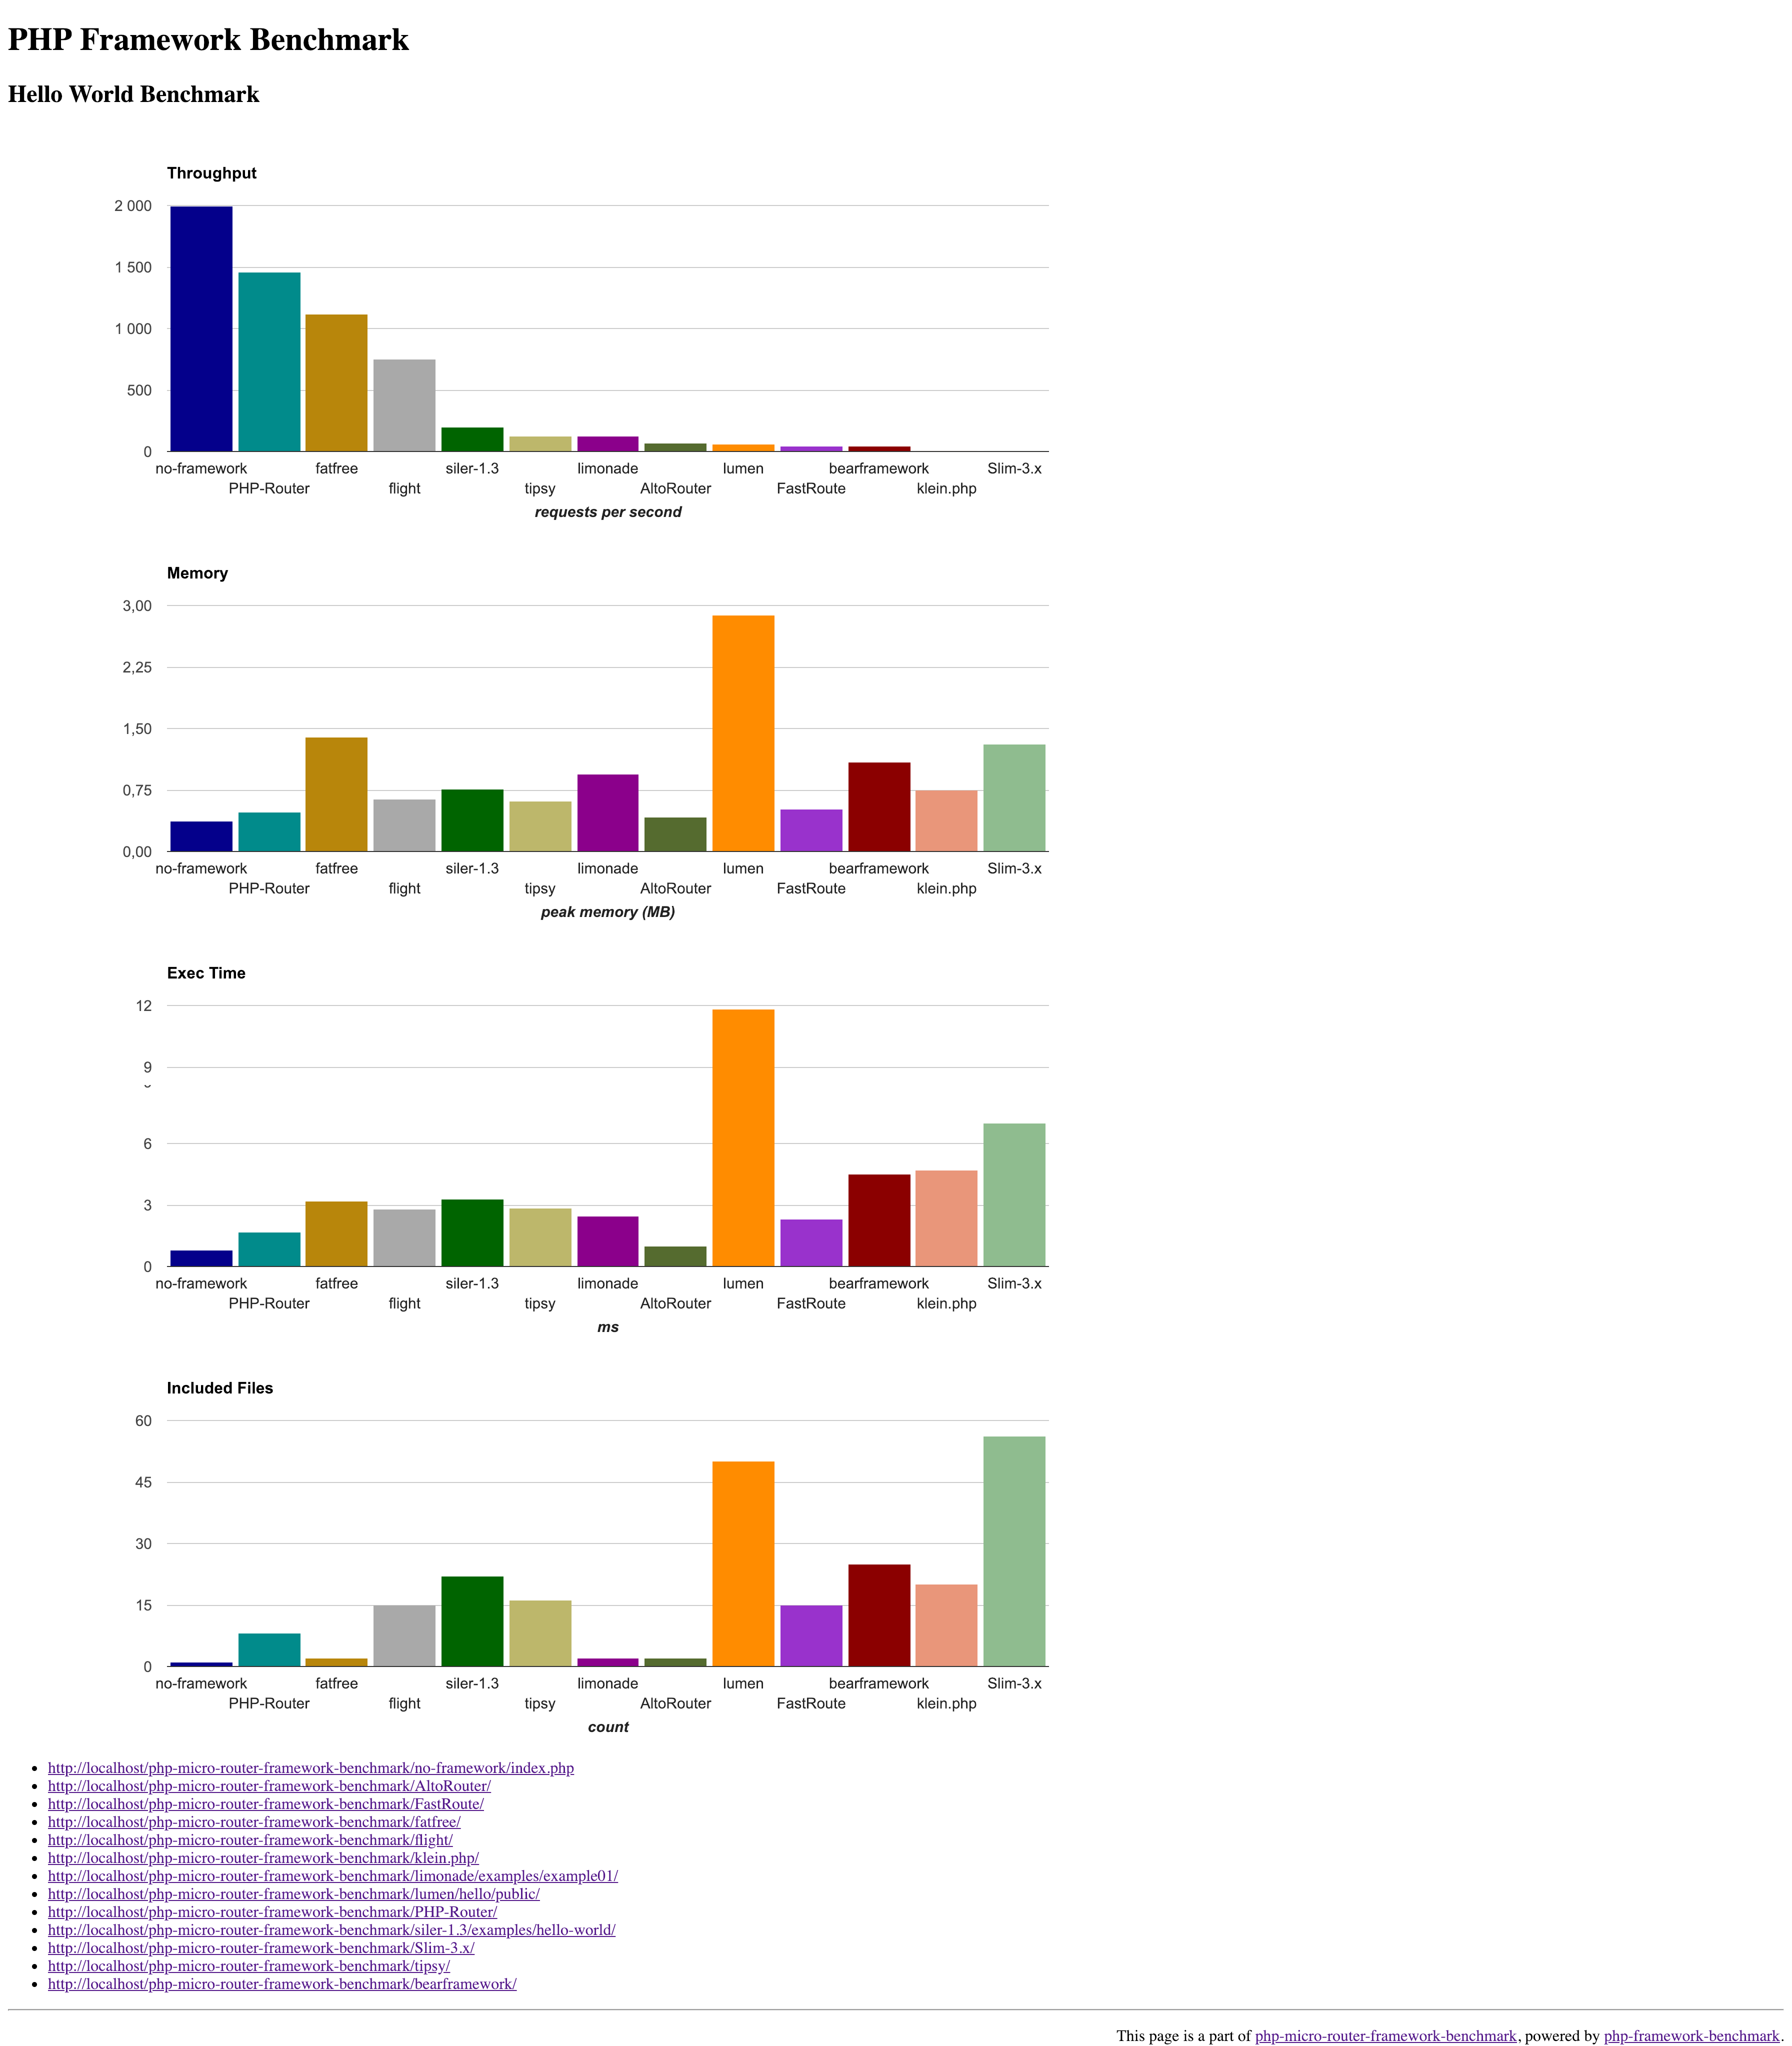 PHP Framework Benchmark
Hello World Benchmark
Throughput
2 000
1 500
1 000
500
0
no-framework fatfree siler-1.3 limonade lumen bearframework Slim-3.x
PHP-Router flight tipsy AltoRouter FastRoute klein.php
requests per second
Memory
3,00
2,25
1,50
0,75
0,00
no-framework fatfree siler-1.3 limonade lumen bearframework Slim-3.x
PHP-Router flight tipsy AltoRouter FastRoute klein.php
peak memory (MB)
Exec Time
12
9
6
3
0
no-framework fatfree siler-1.3 limonade lumen bearframework Slim-3.x
PHP-Router flight tipsy AltoRouter FastRoute klein.php
ms
Included Files
60
45
30
15
0
no-framework fatfree siler-1.3 limonade lumen bearframework Slim-3.x
PHP-Router flight tipsy AltoRouter FastRoute klein.php
count
http://localhost/php-micro-router-framework-benchmark/no-framework/index.php
http://localhost/php-micro-router-framework-benchmark/AltoRouter/
http://localhost/php-micro-router-framework-benchmark/FastRoute/
http://localhost/php-micro-router-framework-benchmark/fatfree/
http://localhost/php-micro-router-framework-benchmark/flight/
http://localhost/php-micro-router-framework-benchmark/klein.php/
http://localhost/php-micro-router-framework-benchmark/limonade/examples/example01/
http://localhost/php-micro-router-framework-benchmark/lumen/hello/public/
http://localhost/php-micro-router-framework-benchmark/PHP-Router/
http://localhost/php-micro-router-framework-benchmark/siler-1.3/examples/hello-world/
http://localhost/php-micro-router-framework-benchmark/Slim-3.x/
http://localhost/php-micro-router-framework-benchmark/tipsy/
http://localhost/php-micro-router-framework-benchmark/bearframework/
This page is a part of php-micro-router-framework-benchmark, powered by php-framework-benchmark.